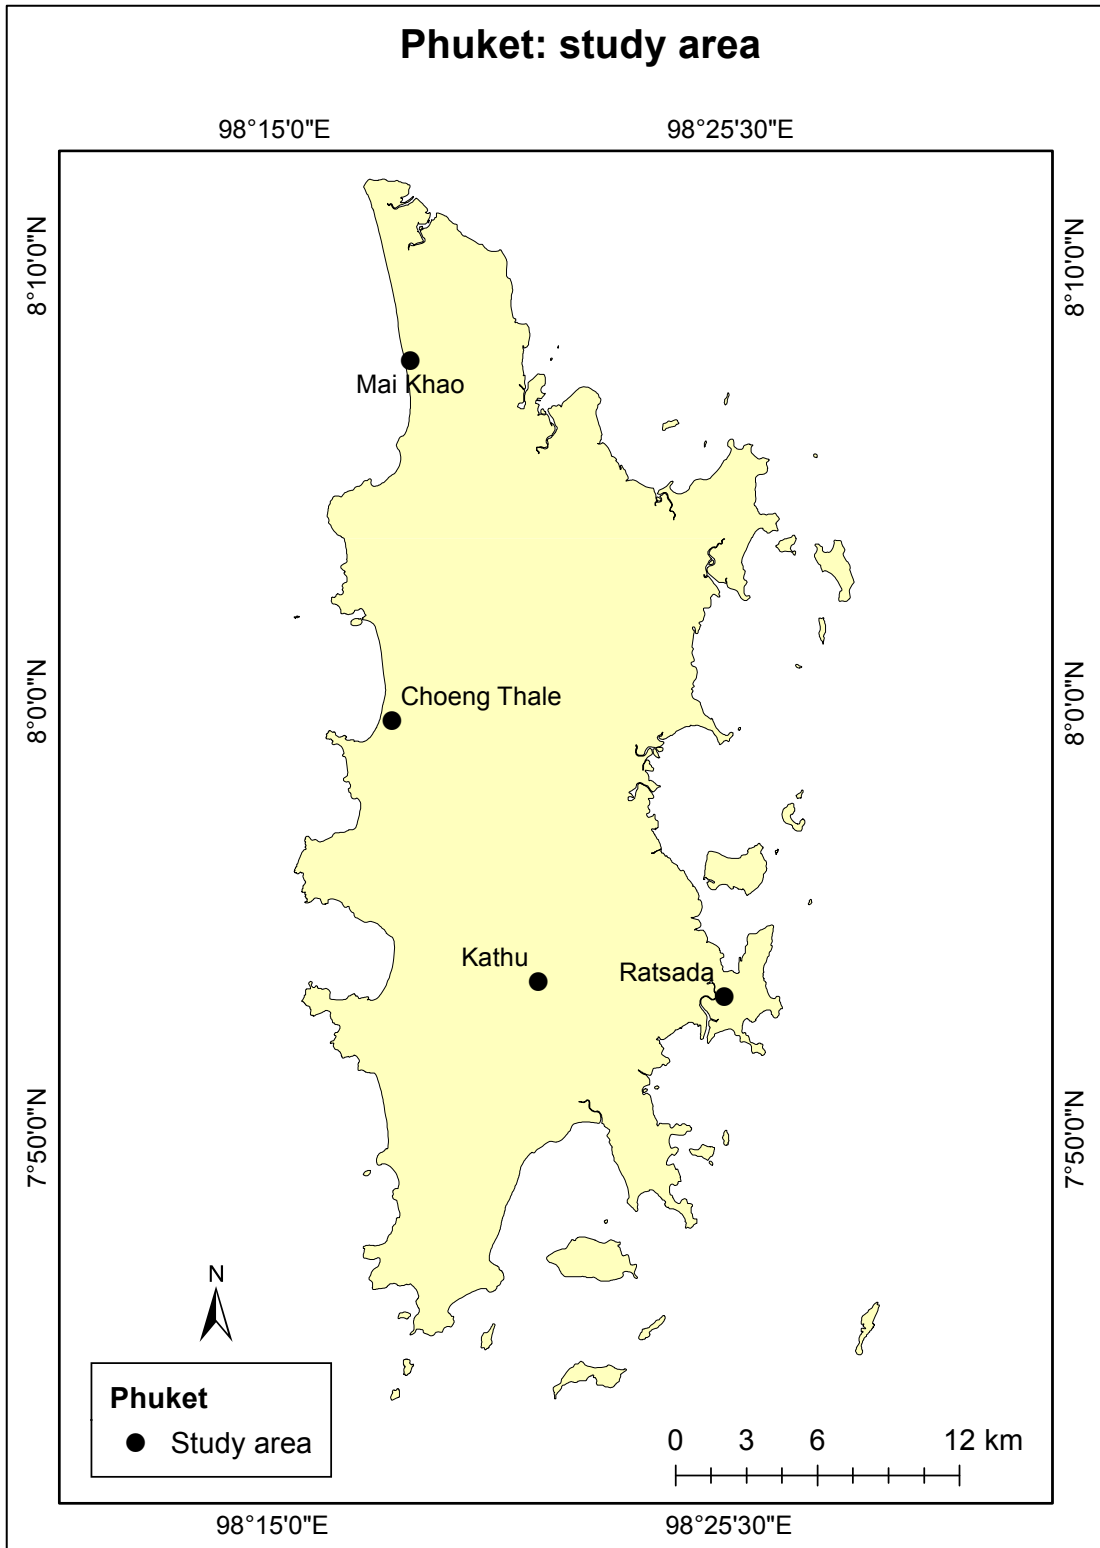 Phuket: study area
98°15'0"E
98°25'30"E
8°10'0"N
8°10'0"N
Mai Khao
8°0'0"N
8°0'0"N
Choeng Thale
Kathu
Ratsada
7°50'0"N
7°50'0"N
N
Phuket
Study area
0 3 6 12 km
98°15'0"E
98°25'30"E